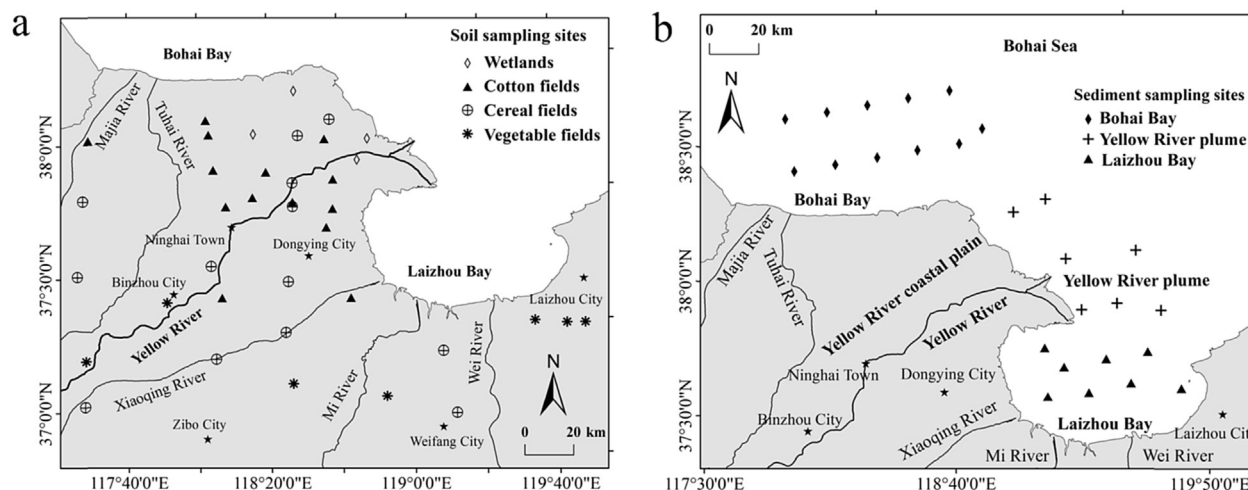 a
Bohai Bay
Soil sampling sites
Wetlands
Cotton fields
Cereal fields
Vegetable fields
Majia River
Tuhai River
Ninghai Town
Dongying City
Binzhou City
Laizhou Bay
Laizhou City
Yellow River
Xiaoqing River
Mi River
Wei River
Zibo City
Weifang City
N
0 20 km
38°0'0"N
37°30'0"N
37°0'0"N
117°40'0"E
118°20'0"E
119°0'0"E
119°40'0"E
b
0 20 km
Bohai Sea
N
Sediment sampling sites
Bohai Bay
Yellow River plume
Laizhou Bay
Bohai Bay
Majia River
Tuhai River
Yellow River coastal plain
Yellow River
Yellow River plume
Ninghai Town
Dongying City
Binzhou City
Xiaoqing River
Laizhou Bay
Laizhou City
Mi River
Wei River
38°30'0"N
38°0'0"N
37°30'0"N
117°30'0"E
118°40'0"E
119°50'0"E